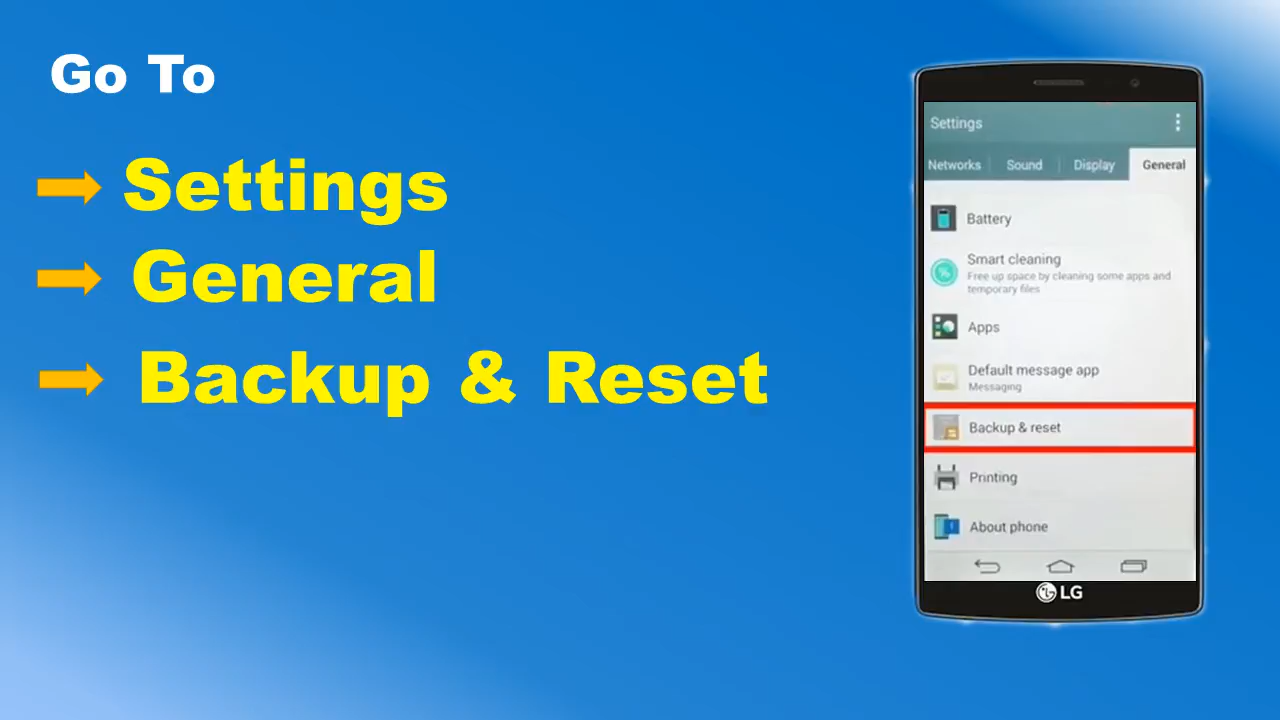 Go To
Settings
General
Backup & Reset
Settings
Networks Sound Display General
Battery
Smart cleaning
Free up space by cleaning some apps and
temporary files
Apps
Default message app
Messaging
Backup & reset
Printing
About phone
LG